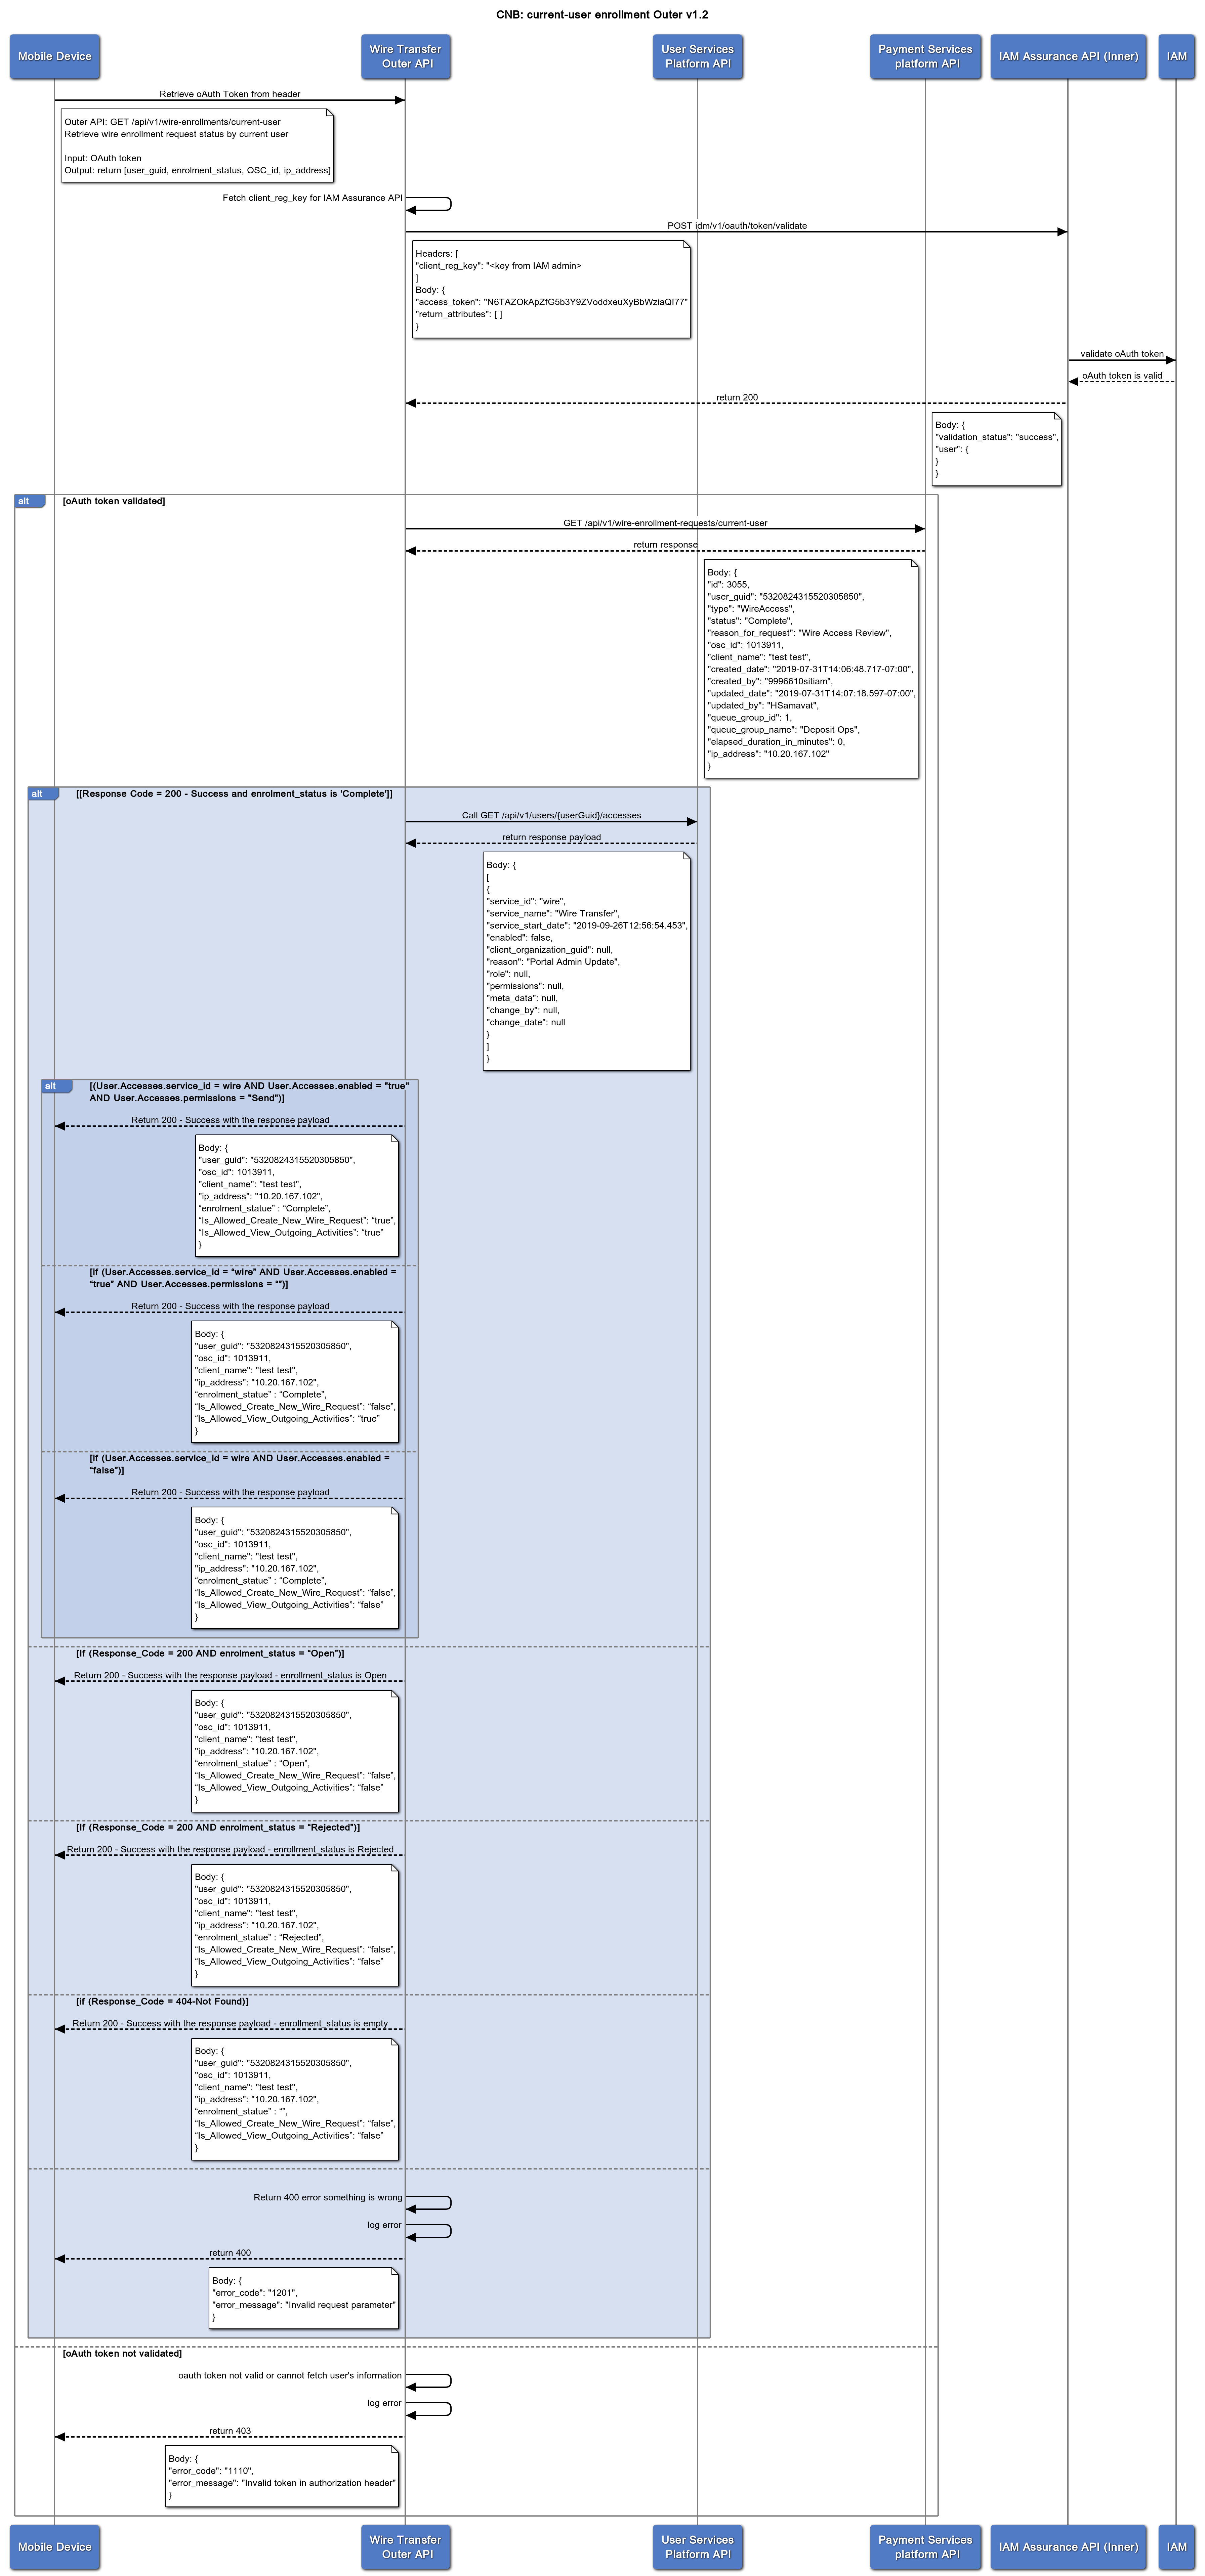 CNB: current-user enrollment Outer v1.2
Mobile Device
Wire Transfer
Outer API
User Services
Platform API
Payment Services
platform API
IAM Assurance API (Inner)
IAM
Retrieve oAuth Token from header
Outer API: GET /api/v1/wire-enrollments/current-user
Retrieve wire enrollment request status by current user
Input: OAuth token
Output: return [user_guid, enrolment_status, OSC_id, ip_address]
Fetch client_reg_key for IAM Assurance API
POST idm/v1/oauth/token/validate
Headers: [
"client_reg_key": "<key from IAM admin>
]
Body: {
"access_token": "N6TAZOkApZfG5b3Y9ZVoddxeuXyBbWziaQI77"
"return_attributes": [ ]
}
validate oAuth token
oAuth token is valid
return 200
Body: {
"validation_status": "success",
"user": {
}
}
alt
[oAuth token validated]
GET /api/v1/wire-enrollment-requests/current-user
return response
Body: {
"id": 3055,
"user_guid": "5320824315520305850",
"type": "WireAccess",
"status": "Complete",
"reason_for_request": "Wire Access Review",
"osc_id": 1013911,
"client_name": "test test",
"created_date": "2019-07-31T14:06:48.717-07:00",
"created_by": "9996610sitiam",
"updated_date": "2019-07-31T14:07:18.597-07:00",
"updated_by": "HSamavat",
"queue_group_id": 1,
"queue_group_name": "Deposit Ops",
"elapsed_duration_in_minutes": 0,
"ip_address": "10.20.167.102"
}
alt
[[Response Code = 200 - Success and enrolment_status is 'Complete']]
Call GET /api/v1/users/{userGuid}/accesses
return response payload
Body: {
[
{
"service_id": "wire",
"service_name": "Wire Transfer",
"service_start_date": "2019-09-26T12:56:54.453",
"enabled": false,
"client_organization_guid": null,
"reason": "Portal Admin Update",
"role": null,
"permissions": null,
"meta_data": null,
"change_by": null,
"change_date": null
}
]
}
alt
[(User.Accesses.service_id = wire AND User.Accesses.enabled = "true"
AND User.Accesses.permissions = "Send")]
Return 200 - Success with the response payload
Body: {
"user_guid": "5320824315520305850",
"osc_id": 1013911,
"client_name": "test test",
"ip_address": "10.20.167.102",
“enrolment_statue” : “Complete”,
“Is_Allowed_Create_New_Wire_Request”: “true”,
“Is_Allowed_View_Outgoing_Activities”: “true”
}
[if (User.Accesses.service_id = “wire” AND User.Accesses.enabled =
“true” AND User.Accesses.permissions = “”)]
Return 200 - Success with the response payload
Body: {
"user_guid": "5320824315520305850",
"osc_id": 1013911,
"client_name": "test test",
"ip_address": "10.20.167.102",
“enrolment_statue” : “Complete”,
“Is_Allowed_Create_New_Wire_Request”: “false”,
“Is_Allowed_View_Outgoing_Activities”: “true”
}
[if (User.Accesses.service_id = wire AND User.Accesses.enabled =
“false”)]
Return 200 - Success with the response payload
Body: {
"user_guid": "5320824315520305850",
"osc_id": 1013911,
"client_name": "test test",
"ip_address": "10.20.167.102",
“enrolment_statue” : “Complete”,
“Is_Allowed_Create_New_Wire_Request”: “false”,
“Is_Allowed_View_Outgoing_Activities”: “false”
}
[If (Response_Code = 200 AND enrolment_status = “Open”)]
Return 200 - Success with the response payload - enrollment_status is Open
Body: {
"user_guid": "5320824315520305850",
"osc_id": 1013911,
"client_name": "test test",
"ip_address": "10.20.167.102",
“enrolment_statue” : “Open”,
“Is_Allowed_Create_New_Wire_Request”: “false”,
“Is_Allowed_View_Outgoing_Activities”: “false”
}
[If (Response_Code = 200 AND enrolment_status = “Rejected”)]
Return 200 - Success with the response payload - enrollment_status is Rejected
Body: {
"user_guid": "5320824315520305850",
"osc_id": 1013911,
"client_name": "test test",
"ip_address": "10.20.167.102",
“enrolment_statue” : “Rejected”,
“Is_Allowed_Create_New_Wire_Request”: “false”,
“Is_Allowed_View_Outgoing_Activities”: “false”
}
[if (Response_Code = 404-Not Found)]
Return 200 - Success with the response payload - enrollment_status is empty
Body: {
"user_guid": "5320824315520305850",
"osc_id": 1013911,
"client_name": "test test",
"ip_address": "10.20.167.102",
“enrolment_statue” : “”,
“Is_Allowed_Create_New_Wire_Request”: “false”,
“Is_Allowed_View_Outgoing_Activities”: “false”
}
Return 400 error something is wrong
log error
return 400
Body: {
"error_code": "1201",
"error_message": "Invalid request parameter"
}
[oAuth token not validated]
oauth token not valid or cannot fetch user's information
log error
return 403
Body: {
"error_code": "1110",
"error_message": "Invalid token in authorization header"
}
Mobile Device
Wire Transfer
Outer API
User Services
Platform API
Payment Services
platform API
IAM Assurance API (Inner)
IAM